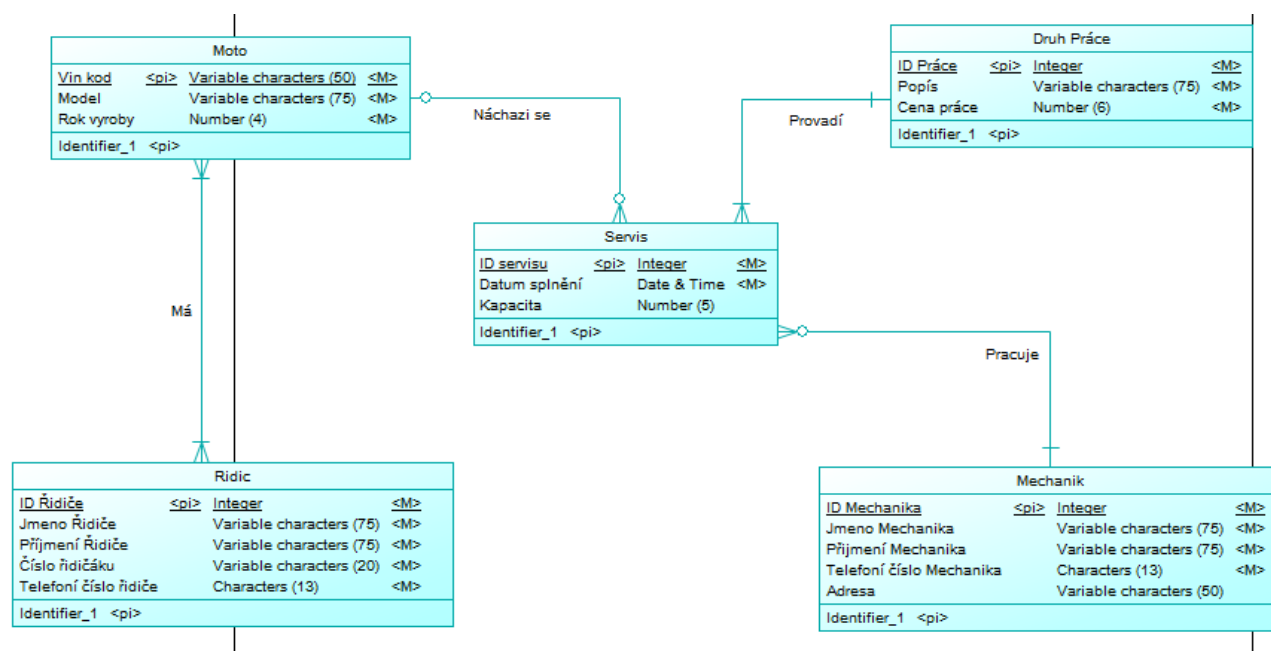 Moto
Vin kod <pi> Variable characters (50) <M>
Model Variable characters (75) <M>
Rok vyroby Number (4) <M>
Identifier_1 <pi>
Náchazi se
Provadí
Druh Práce
ID Práce <pi> Integer <M>
Popís Variable characters (75) <M>
Cena práce Number (6) <M>
Identifier_1 <pi>
Servis
ID servisu <pi> Integer <M>
Datum splnění Date & Time <M>
Kapacita Number (5)
Identifier_1 <pi>
Má
Pracuje
Ridic
ID Řidiče <pi> Integer <M>
Jmeno Řidiče Variable characters (75) <M>
Příjmení Řidiče Variable characters (75) <M>
Číslo řidičáku Variable characters (20) <M>
Telefoní číslo řidiče Characters (13) <M>
Identifier_1 <pi>
Mechanik
ID Mechanika <pi> Integer <M>
Jmeno Mechanika Variable characters (75) <M>
Přijmení Mechanika Variable characters (75) <M>
Telefoní číslo Mechanika Characters (13) <M>
Adresa Variable characters (50)
Identifier_1 <pi>